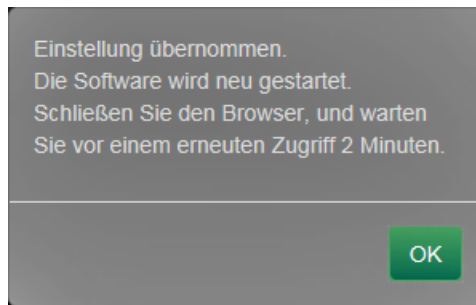 Einstellung übernommen.
Die Software wird neu gestartet.
Schließen Sie den Browser, und warten
Sie vor einem erneuten Zugriff 2 Minuten.
OK